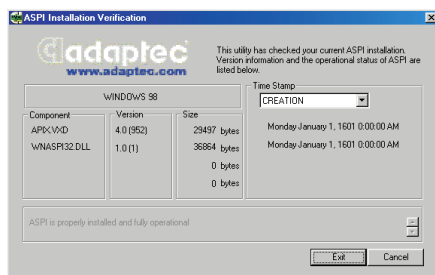 ASPI Installation Verification
adaptec
www.adaptec.com
This utility has checked your current ASPI installation.
Version information and the operational status of ASPI are
listed below.
WINDOWS 98
Time Stamp
CREATION
Component
Version
Size
APIX.VXD
4.0 (952)
29497 bytes
Monday January 1, 1601 0:00:00 AM
WNASPI32.DLL
1.0 (1)
36864 bytes
Monday January 1, 1601 0:00:00 AM
0 bytes
0 bytes
ASPI is properly installed and fully operational.
Exit
Cancel